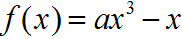 f(x) = ax³ − x